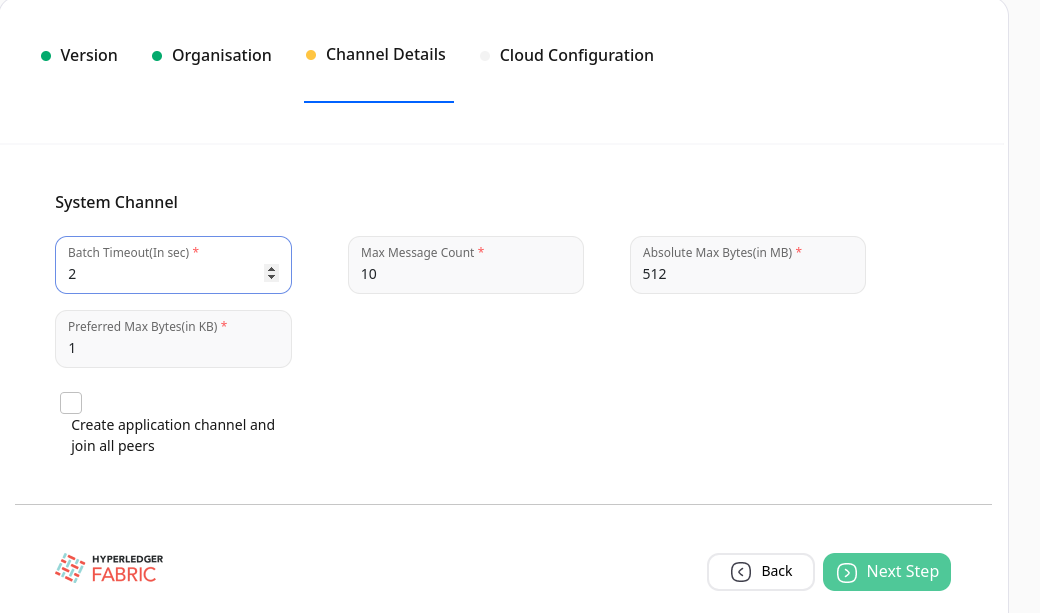 Version
Organisation
Channel Details
Cloud Configuration
System Channel
Batch Timeout(In sec) *
2
Max Message Count *
10
Absolute Max Bytes(in MB) *
512
Preferred Max Bytes(in KB) *
1
Create application channel and
join all peers
HYPERLEDGER
FABRIC
Back
Next Step